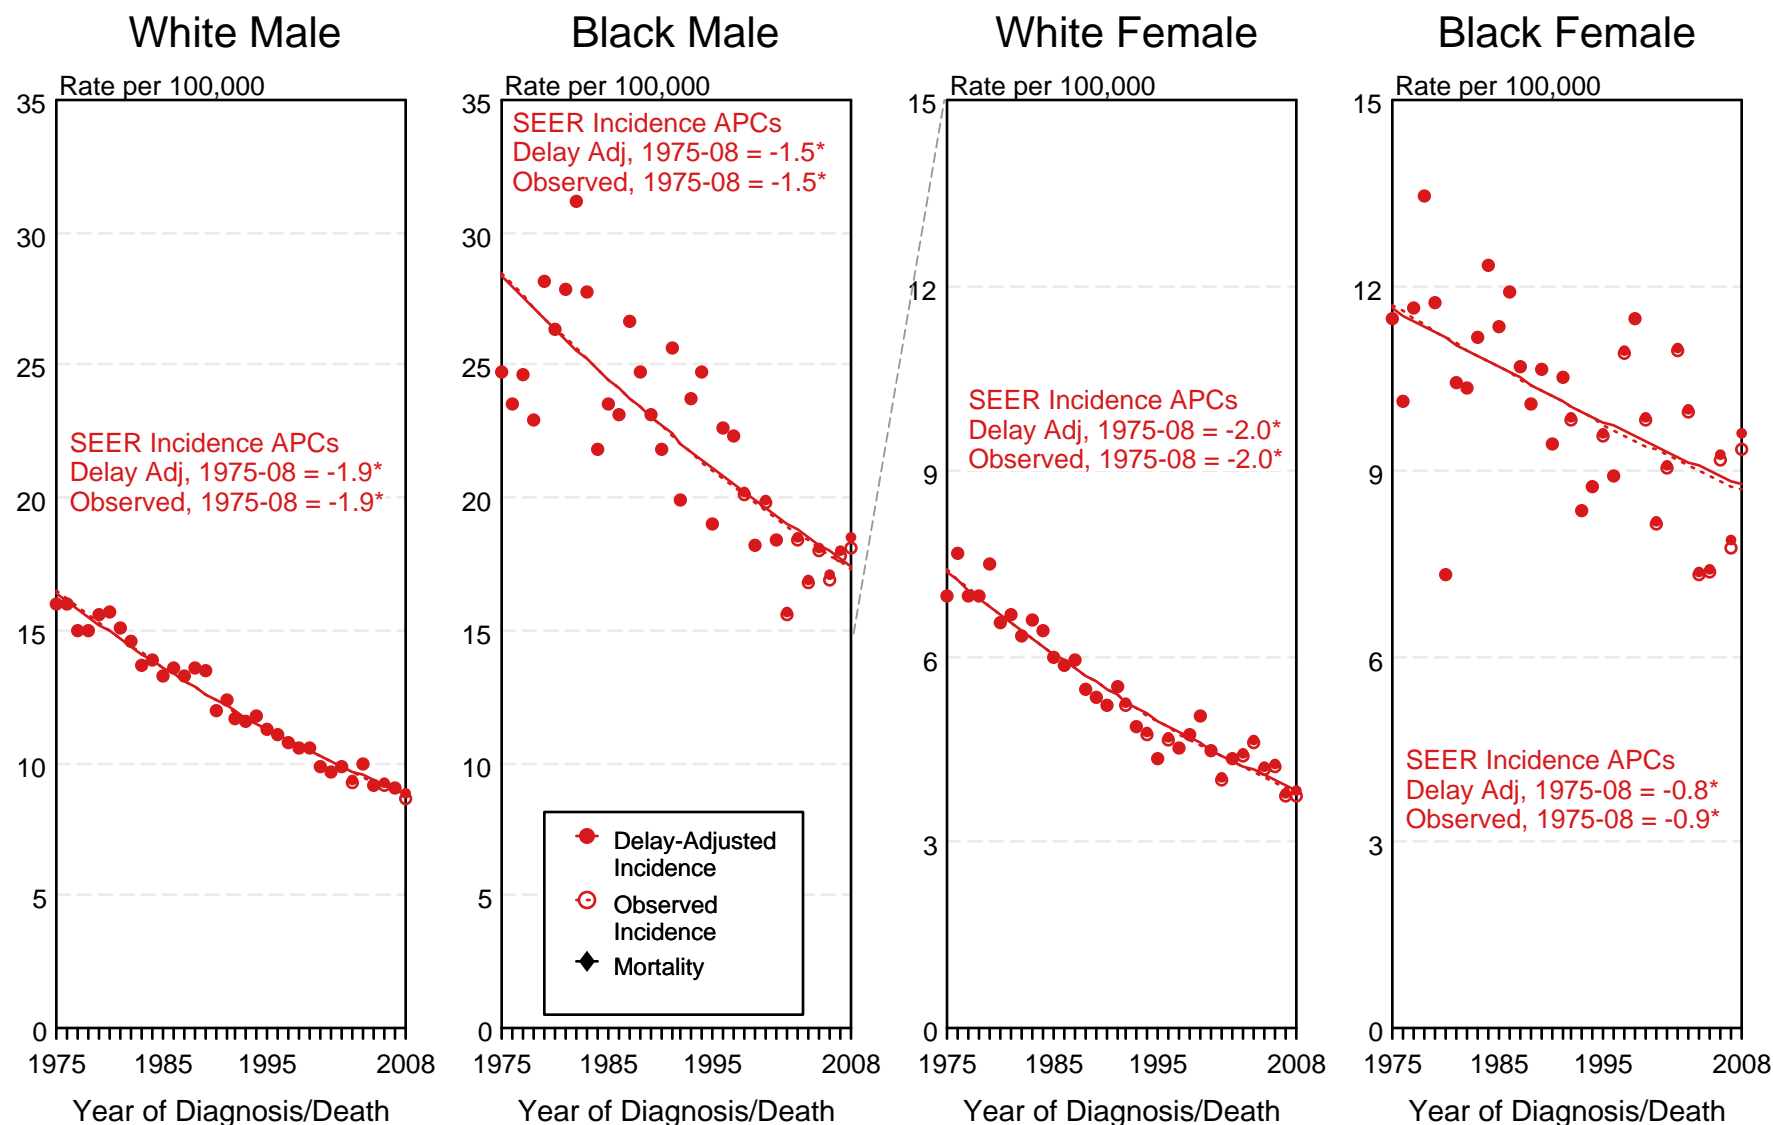 White Male
Black Male
White Female
Black Female
Rate per 100,000
35
30
25
20
15
10
5
0
SEER Incidence APCs
Delay Adj, 1975-08 = -1.9*
Observed, 1975-08 = -1.9*
1975
1985
1995
2008
Year of Diagnosis/Death
Rate per 100,000
35
30
25
20
15
10
5
0
SEER Incidence APCs
Delay Adj, 1975-08 = -1.5*
Observed, 1975-08 = -1.5*
Delay-Adjusted
Incidence
Observed
Incidence
Mortality
1975
1985
1995
2008
Year of Diagnosis/Death
Rate per 100,000
15
12
9
6
3
0
SEER Incidence APCs
Delay Adj, 1975-08 = -2.0*
Observed, 1975-08 = -2.0*
1975
1985
1995
2008
Year of Diagnosis/Death
Rate per 100,000
15
12
9
6
3
0
SEER Incidence APCs
Delay Adj, 1975-08 = -0.8*
Observed, 1975-08 = -0.9*
1975
1985
1995
2008
Year of Diagnosis/Death